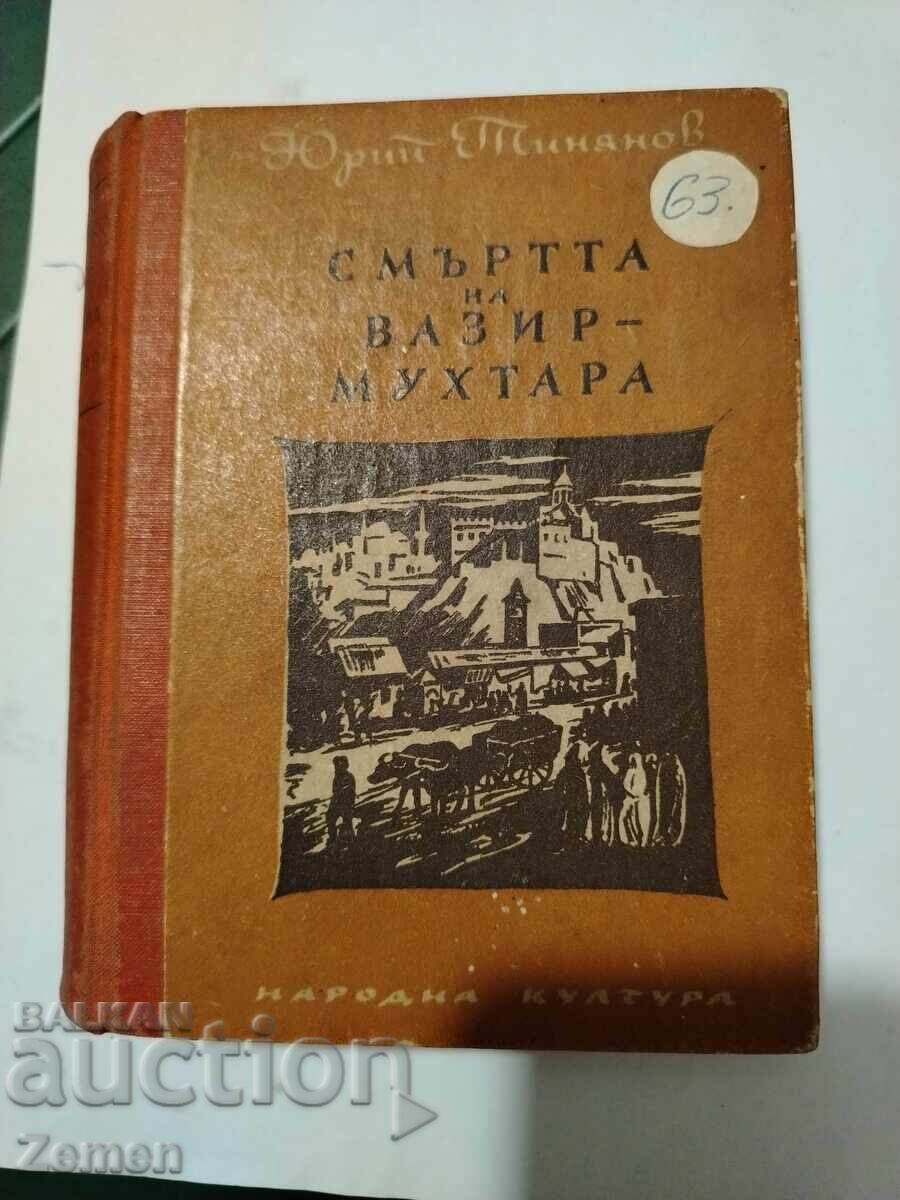 Юрий Тинянов
63.
СМЪРТТА
НА
ВАЗИР-
МУХТАРА
НАРОДНА КУЛТУРА
BALKAN
auction
Zemen